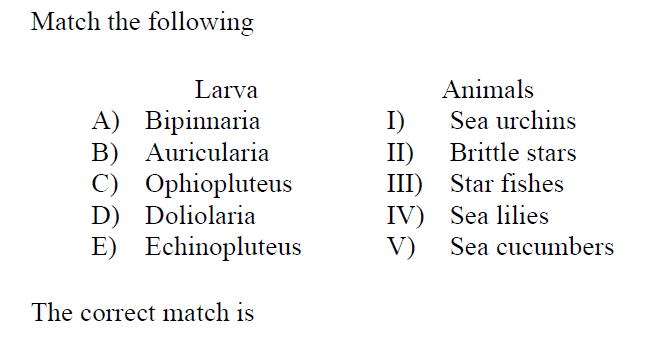 Match the following
Larva Animals
A) Bipinnaria I) Sea urchins
B) Auricularia II) Brittle stars
C) Ophiopluteus III) Star fishes
D) Doliolaria IV) Sea lilies
E) Echinopluteus V) Sea cucumbers
The correct match is